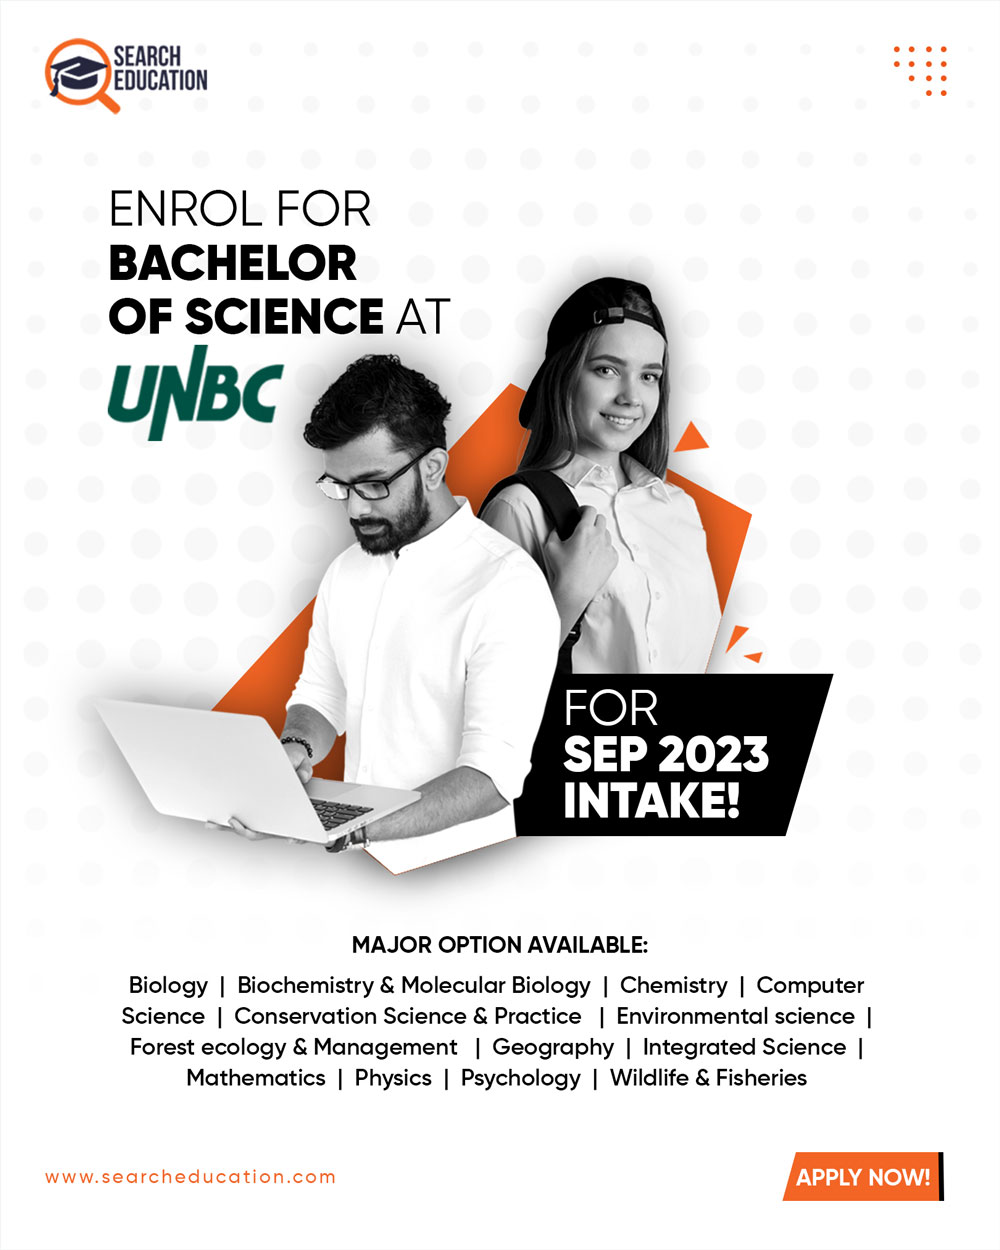 SEARCH
EDUCATION
ENROL FOR
BACHELOR
OF SCIENCE AT
UNBC
FOR
SEP 2023
INTAKE!
MAJOR OPTION AVAILABLE:
Biology | Biochemistry & Molecular Biology | Chemistry | Computer
Science | Conservation Science & Practice | Environmental science |
Forest ecology & Management | Geography | Integrated Science |
Mathematics | Physics | Psychology | Wildlife & Fisheries
www.searcheducation.com
APPLY NOW!